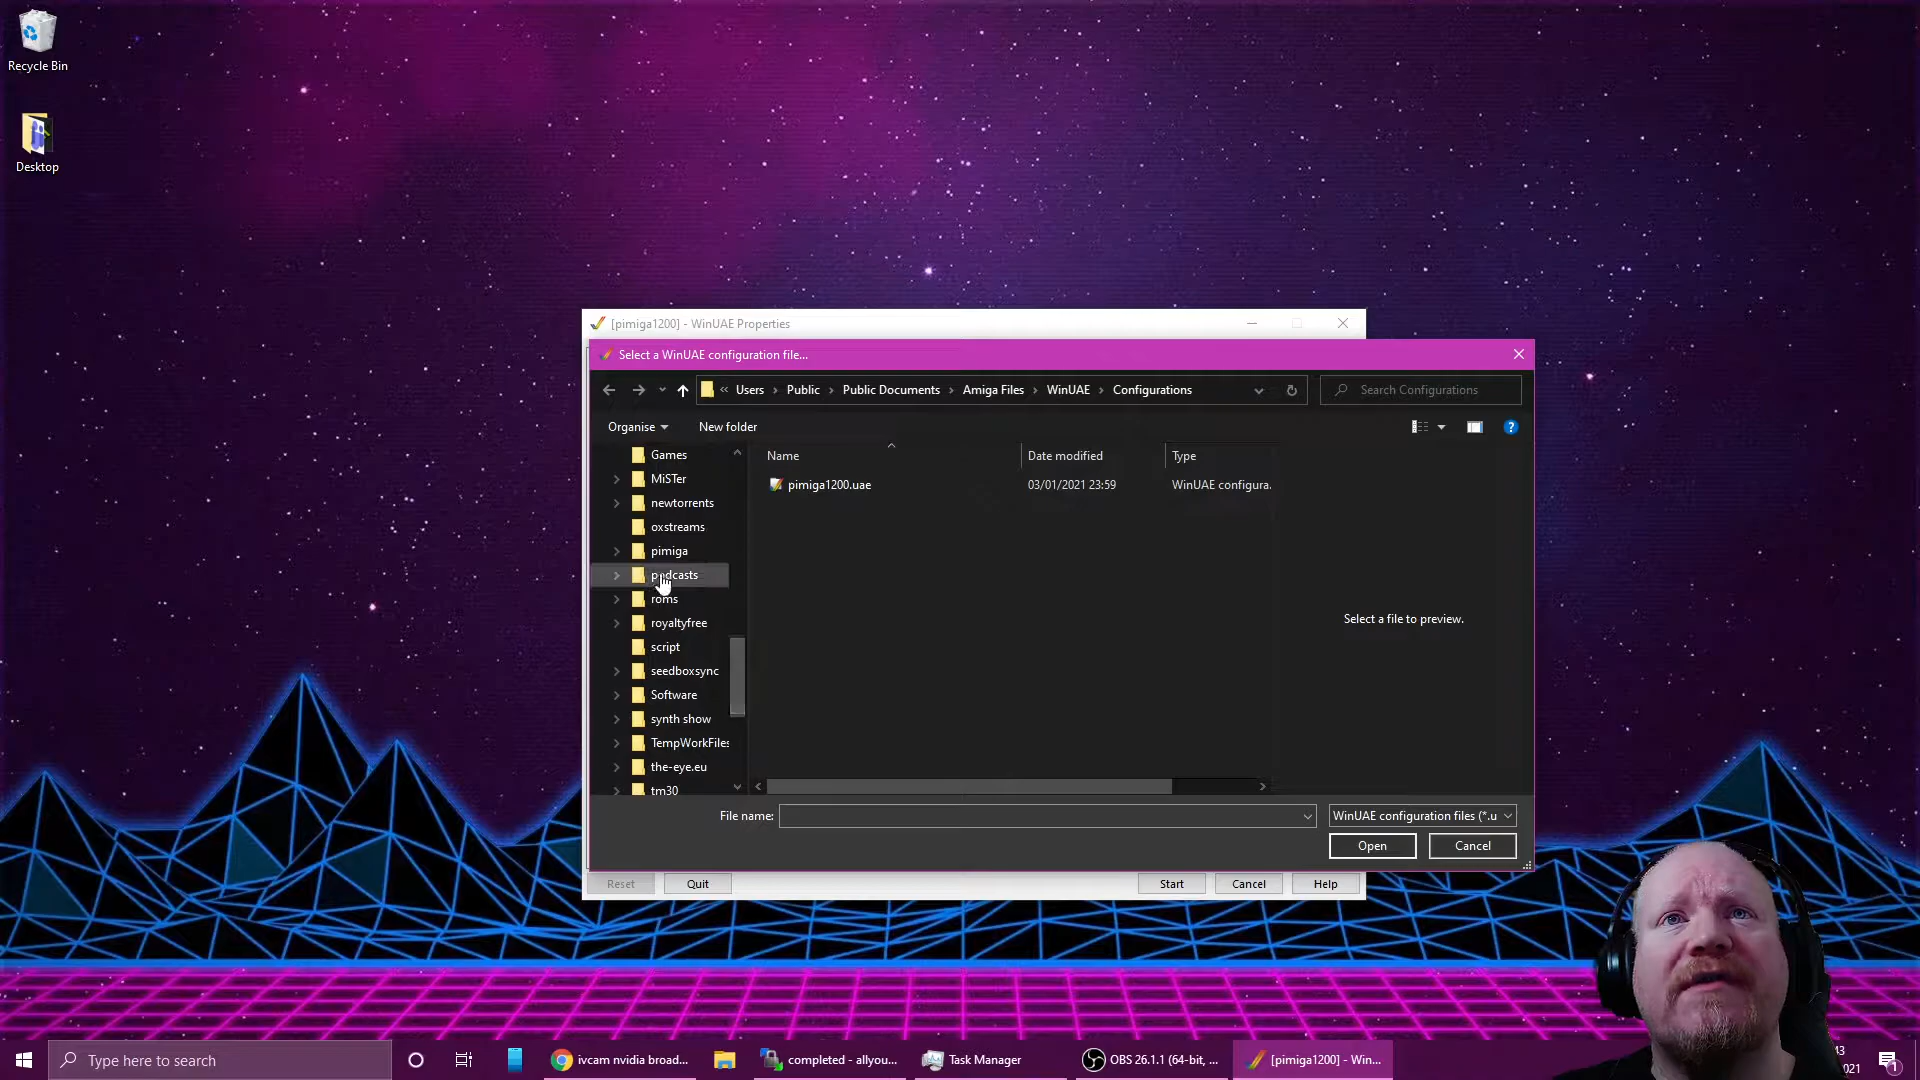 Recycle Bin
Desktop
[pimiga1200] - WinUAE Properties
Select a WinUAE configuration file...
« Users › Public › Public Documents › Amiga Files › WinUAE › Configurations
Search Configurations
Organise
New folder
Name
Date modified
Type
pimiga1200.uae
03/01/2021 23:59
WinUAE configura.
Games
MiSTer
newtorrents
oxstreams
pimiga
podcasts
roms
royaltyfree
script
seedboxsync
Software
synth show
TempWorkFiles
the-eye.eu
tm30
Select a file to preview.
File name:
WinUAE configuration files (*.u
Open
Cancel
Reset
Quit
Start
Cancel
Help
Type here to search
ivcam nvidia broad...
completed - allyou...
Task Manager
OBS 26.1.1 (64-bit, ...
[pimiga1200] - Win...
43
021
1